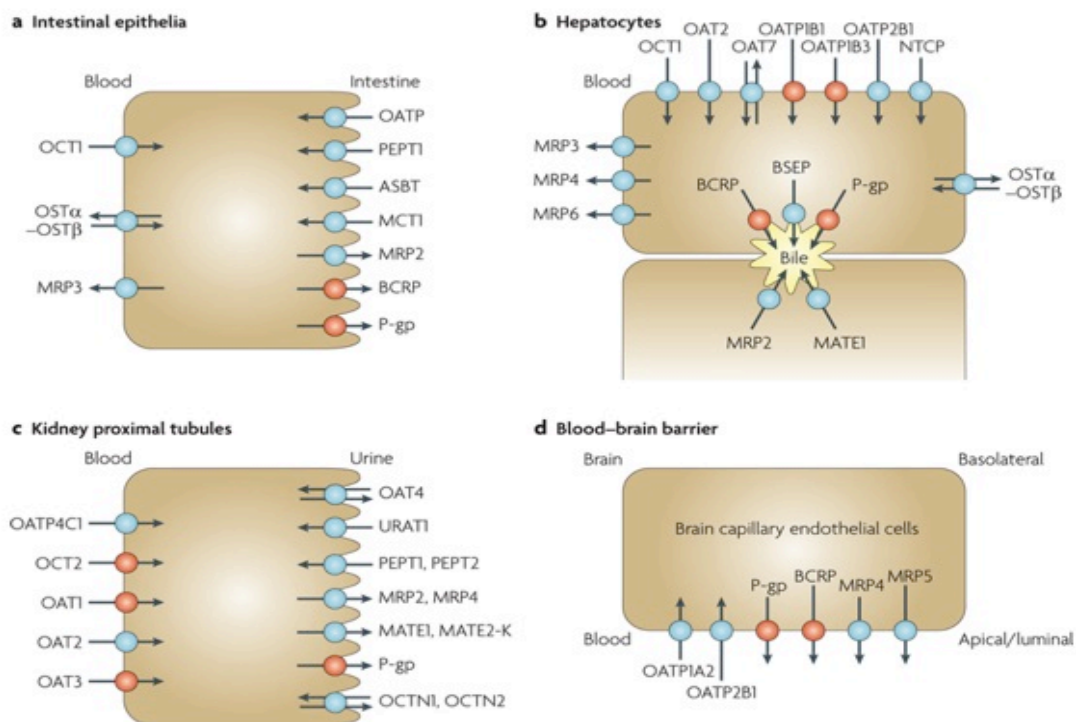 a Intestinal epithelia
Blood
Intestine
OCT1
OSTα
–OSTβ
MRP3
OATP
PEPT1
ASBT
MCT1
MRP2
BCRP
P-gp
b Hepatocytes
OCT1
OAT2
OAT7
OATP1B1
OATP1B3
OATP2B1
NTCP
Blood
MRP3
MRP4
MRP6
BCRP
BSEP
P-gp
OSTα
–OSTβ
Bile
MRP2
MATE1
c Kidney proximal tubules
Blood
Urine
OATP4C1
OCT2
OAT1
OAT2
OAT3
OAT4
URAT1
PEPT1, PEPT2
MRP2, MRP4
MATE1, MATE2-K
P-gp
OCTN1, OCTN2
d Blood–brain barrier
Brain
Basolateral
Brain capillary endothelial cells
P-gp
BCRP
MRP4
MRP5
Blood
Apical/luminal
OATP1A2
OATP2B1